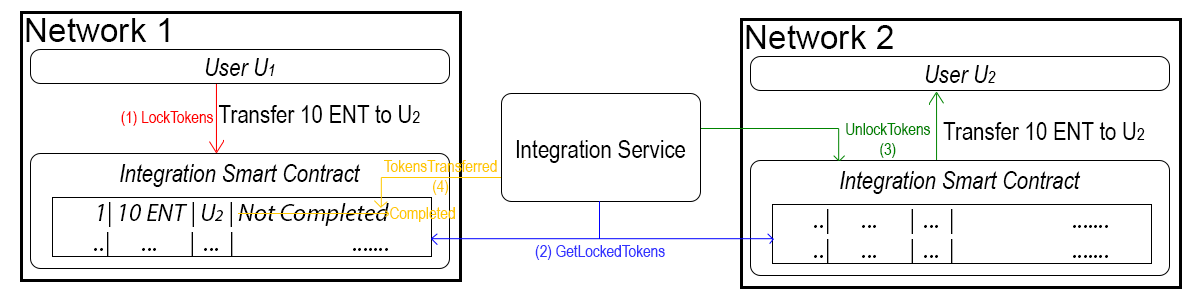 Network 1
User U1
(1) LockTokens
Transfer 10 ENT to U2
Integration Smart Contract
1| 10 ENT | U2 | Not Completed
Completed
..| ... | ... | .......
TokensTransferred
(4)
Integration Service
(2) GetLockedTokens
Network 2
User U2
UnlockTokens
(3)
Transfer 10 ENT to U2
Integration Smart Contract
..| ... | ... | .......
..| ... | ... | .......